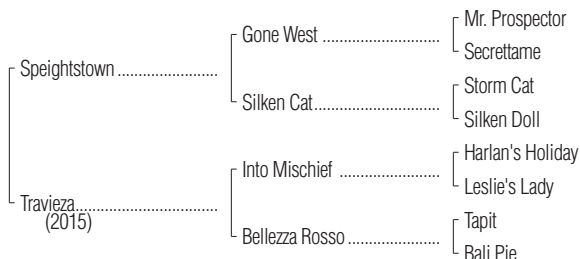 Mr. Prospector
Gone West ..........................
Secrettame
Speightstown ......................
Storm Cat
Silken Cat...........................
Silken Doll
Harlan's Holiday
Into Mischief ......................
Leslie's Lady
Travieza................................
(2015)
Tapit
Bellezza Rosso ....................
Bali Pie